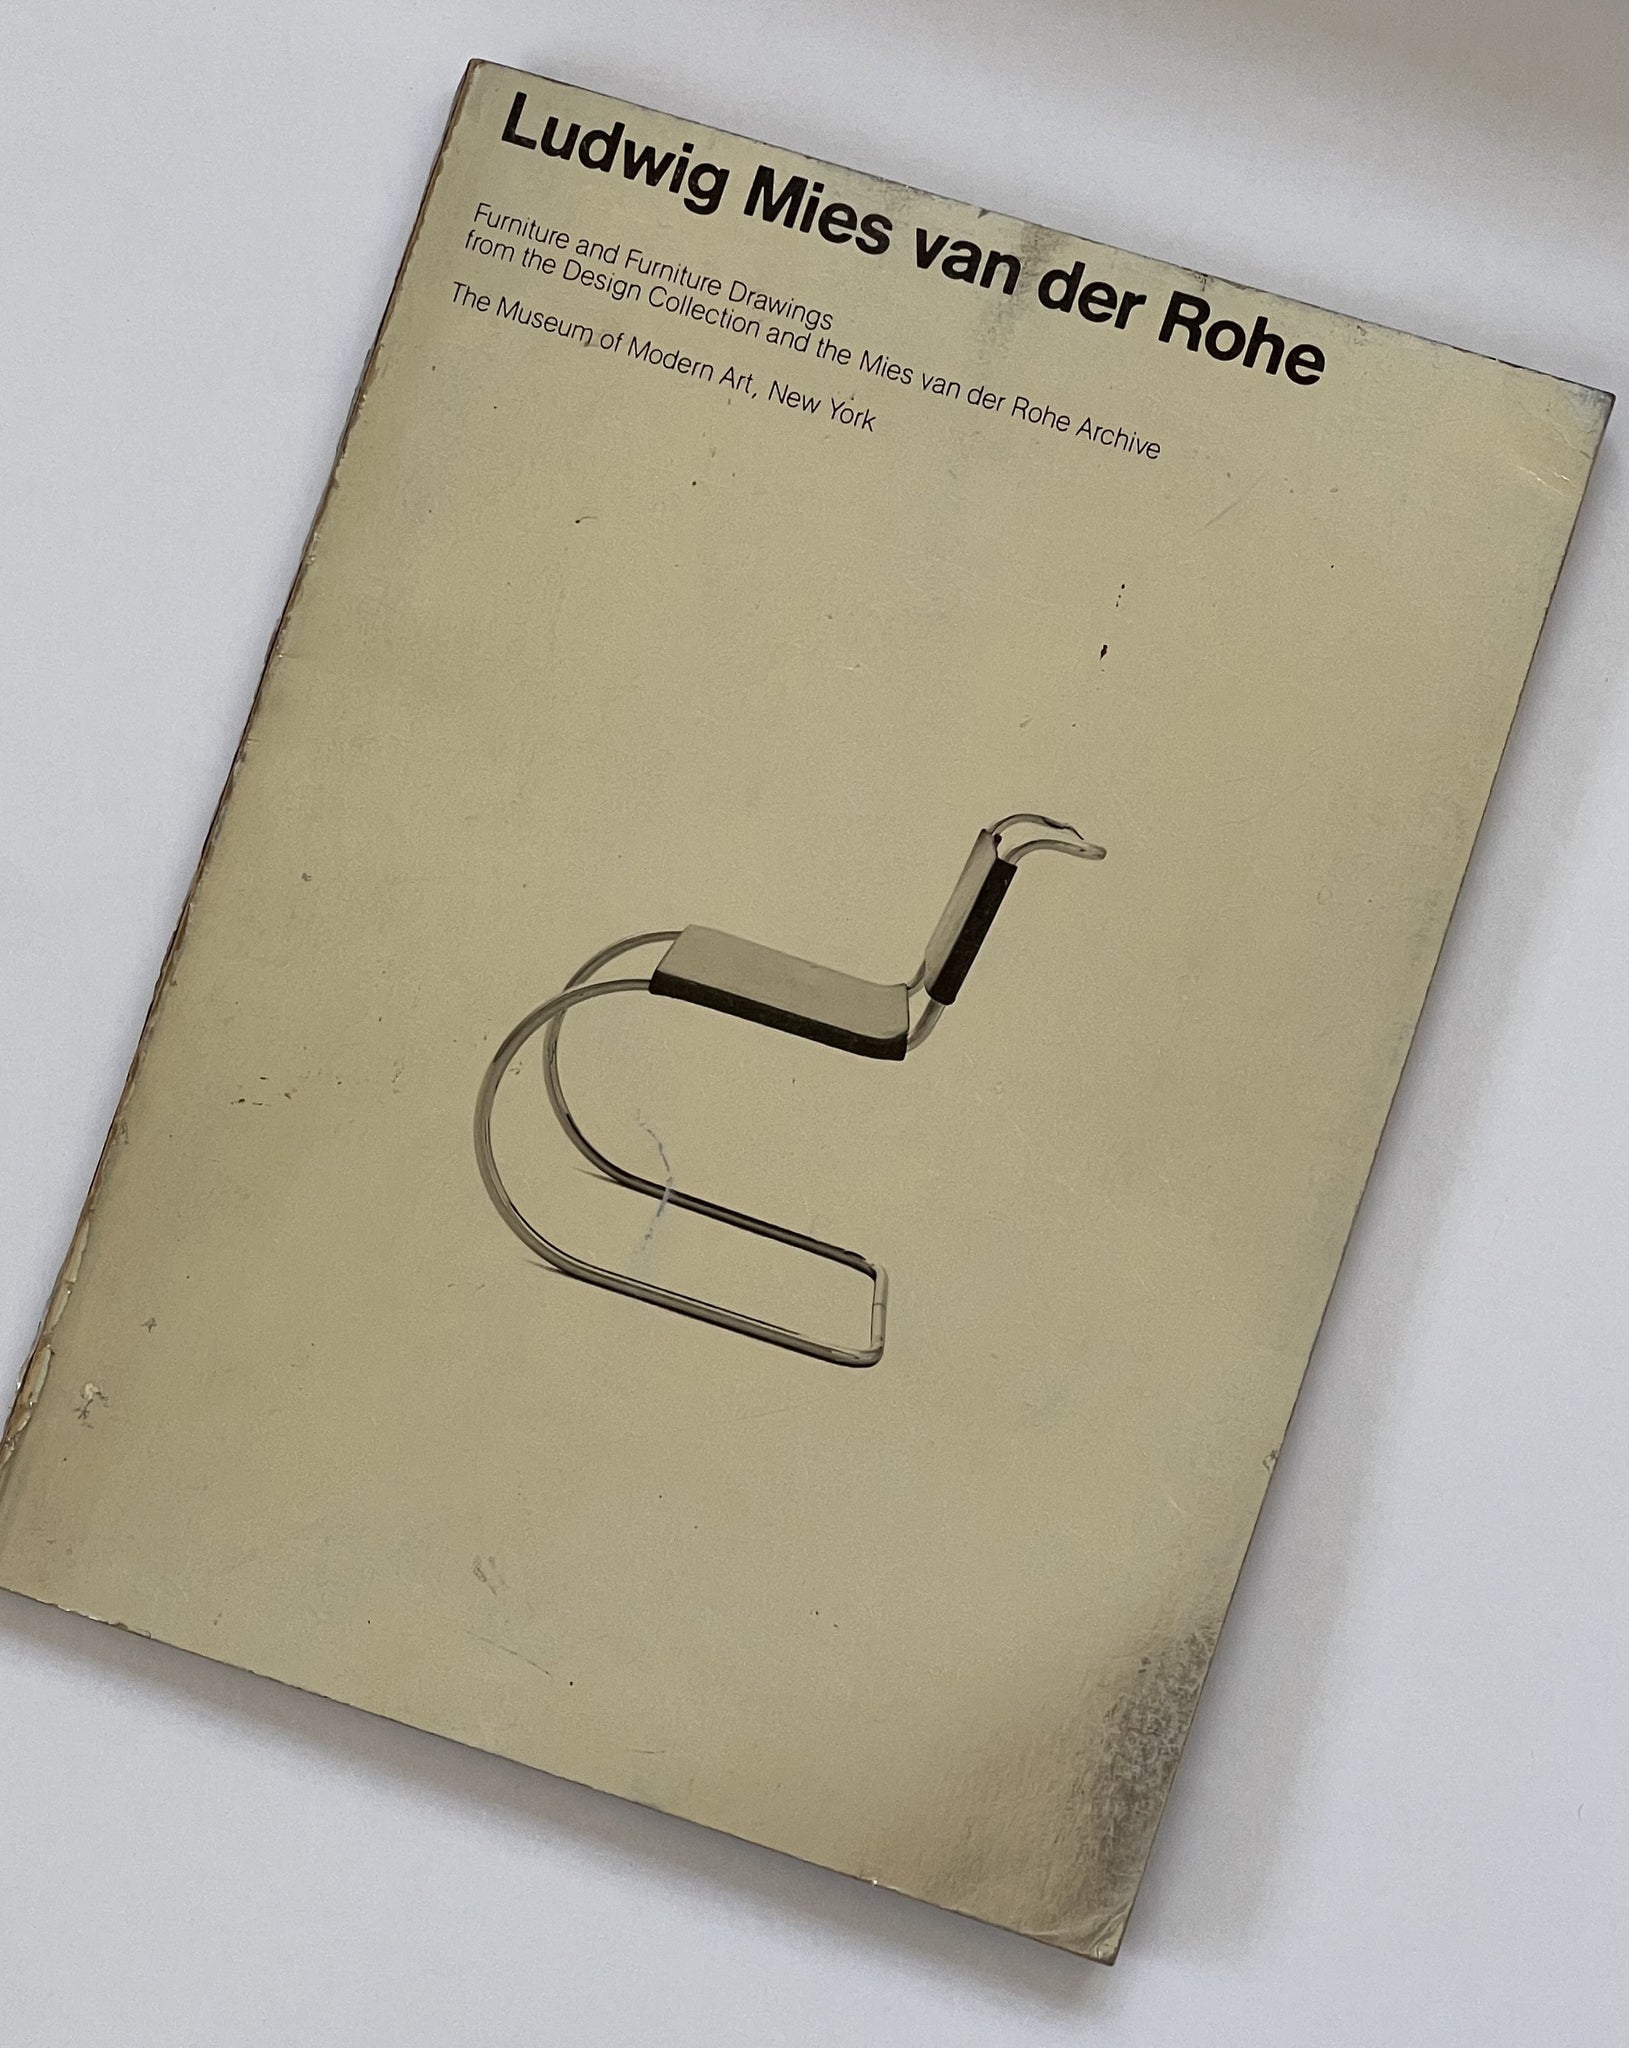 Ludwig Mies van der Rohe
Furniture and Furniture Drawings
from the Design Collection and the Mies van der Rohe Archive
The Museum of Modern Art, New York